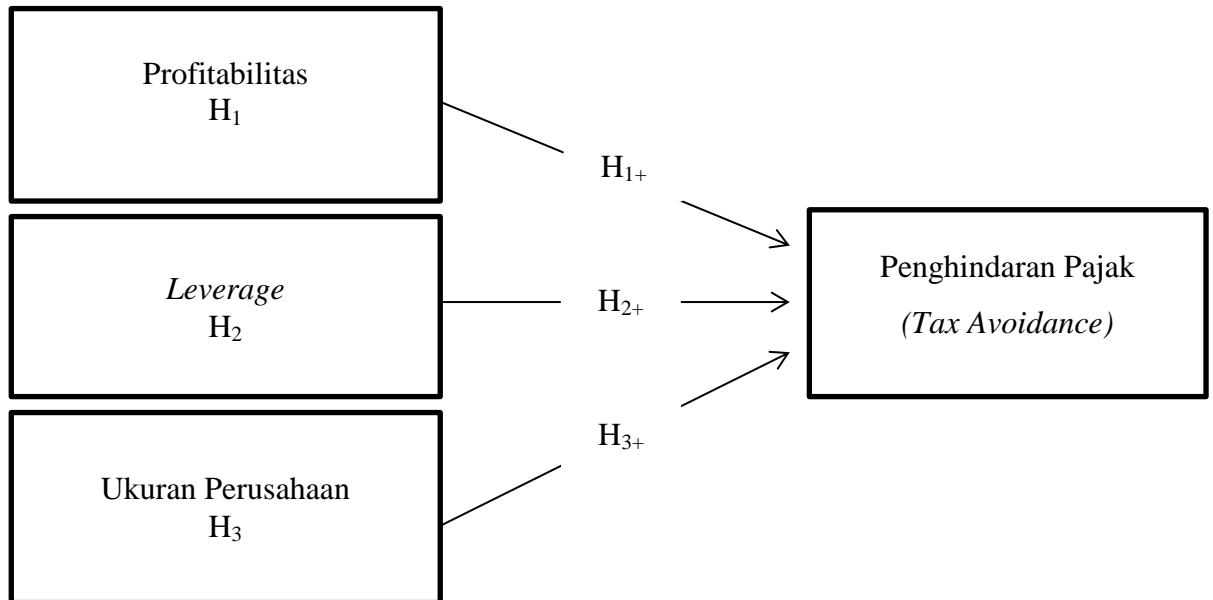 Profitabilitas
H₁
H₁₊
Leverage
H₂
H₂₊
Penghindaran Pajak
(Tax Avoidance)
H₃₊
Ukuran Perusahaan
H₃